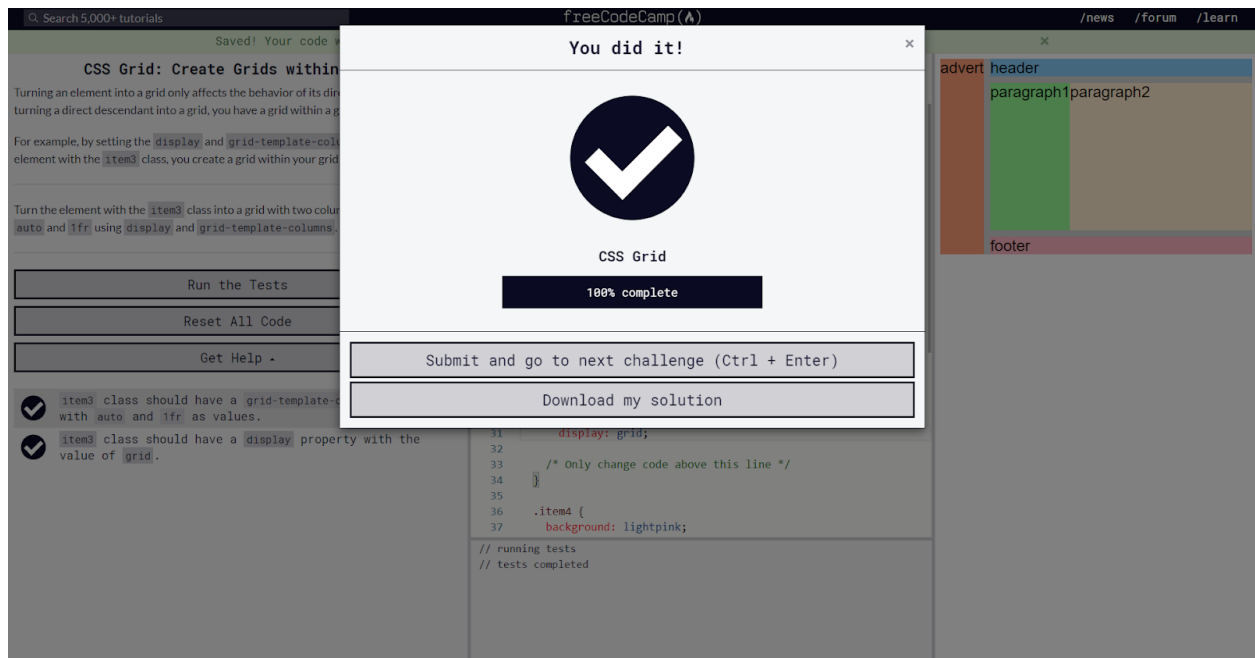 Search 5,000+ tutorials
freeCodeCamp(🔥)
/news /forum /learn
Saved! Your code w
×
CSS Grid: Create Grids within
Turning an element into a grid only affects the behavior of its dire
turning a direct descendant into a grid, you have a grid within a g
For example, by setting the display and grid-template-colu
element with the item3 class, you create a grid within your grid
Turn the element with the item3 class into a grid with two colu
auto and 1fr using display and grid-template-columns.
Run the Tests
Reset All Code
Get Help
item3 class should have a grid-template-c
with auto and 1fr as values.
item3 class should have a display property with the
value of grid.
You did it!
×
CSS Grid
100% complete
Submit and go to next challenge (Ctrl + Enter)
Download my solution
31 display: grid;
32
33 /* Only change code above this line */
34 }
35
36 .item4 {
37 background: lightpink;
// running tests
// tests completed
advert header
paragraph1 paragraph2
footer